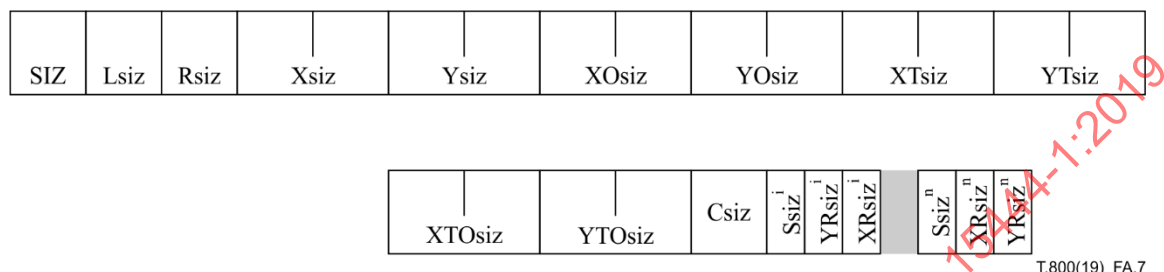 SIZ Lsiz Rsiz Xsiz Ysiz XOsiz YOsiz XTsiz YTsiz
XTOsiz YTOsiz Csiz Ssiz^i YRsiz^i XRsiz^i Ssiz^n XRsiz^n YRsiz^n
15444-1:2019
T.800(19)_FA.7